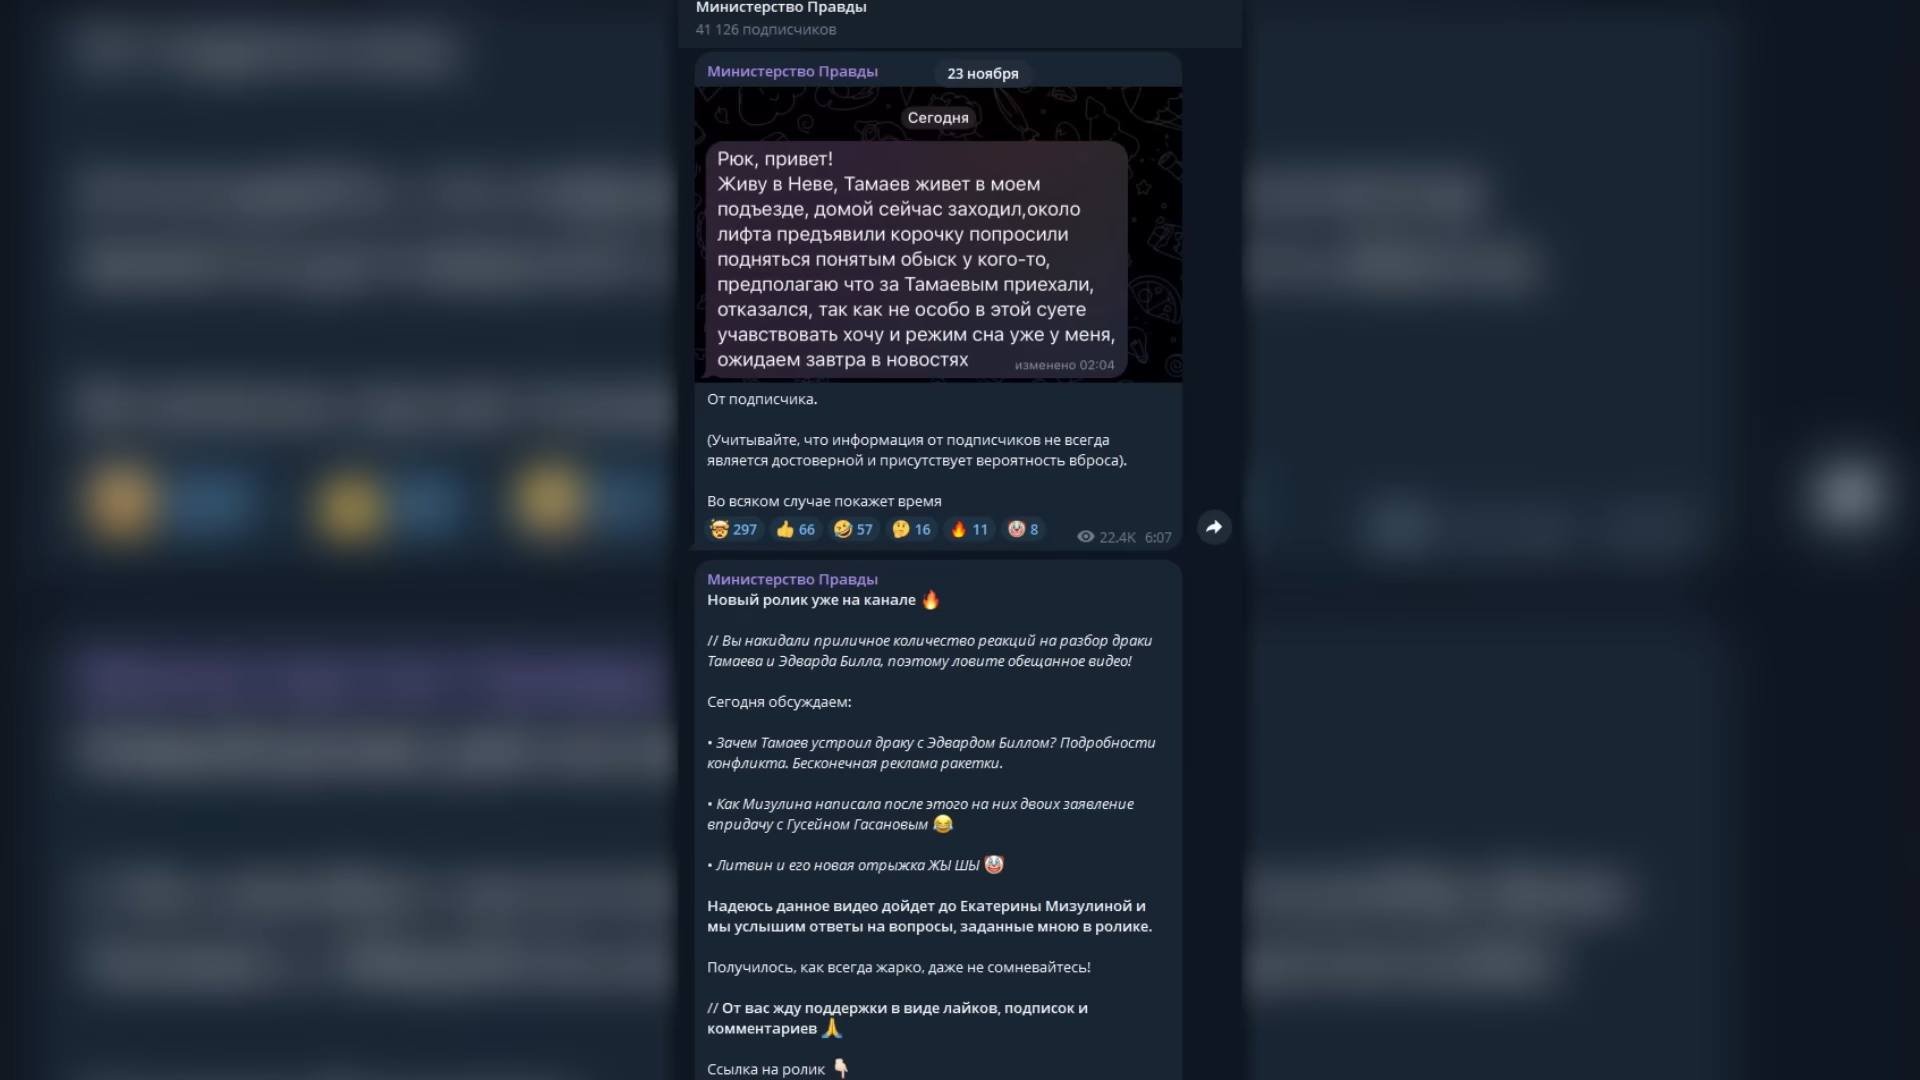 Министерство Правды
41 126 подписчиков
Министерство Правды
23 ноября
Сегодня
Рюк, привет!
Живу в Неве, Тамаев живет в моем
подъезде, домой сейчас заходил,около
лифта предъявили корочку попросили
подняться понятым обыск у кого-то,
предполагаю что за Тамаевым приехали,
отказался, так как не особо в этой суете
учавствовать хочу и режим сна уже у меня,
ожидаем завтра в новостях
изменено 02:04
От подписчика.
(Учитывайте, что информация от подписчиков не всегда
является достоверной и присутствует вероятность вброса).
Во всяком случае покажет время
297 66 57 16 11 8
22.4K 6:07
Министерство Правды
Новый ролик уже на канале 🔥
// Вы накидали приличное количество реакций на разбор драки
Тамаева и Эдварда Билла, поэтому ловите обещанное видео!
Сегодня обсуждаем:
• Зачем Тамаев устроил драку с Эдвардом Биллом? Подробности
конфликта. Бесконечная реклама ракетки.
• Как Мизулина написала после этого на них двоих заявление
впридачу с Гусейном Гасановым 😂
• Литвин и его новая отрыжка ЖЫ ШЫ 🤡
Надеюсь данное видео дойдет до Екатерины Мизулиной и
мы услышим ответы на вопросы, заданные мною в ролике.
Получилось, как всегда жарко, даже не сомневайтесь!
// От вас жду поддержки в виде лайков, подписок и
комментариев 🙏
Ссылка на ролик 👇🏻